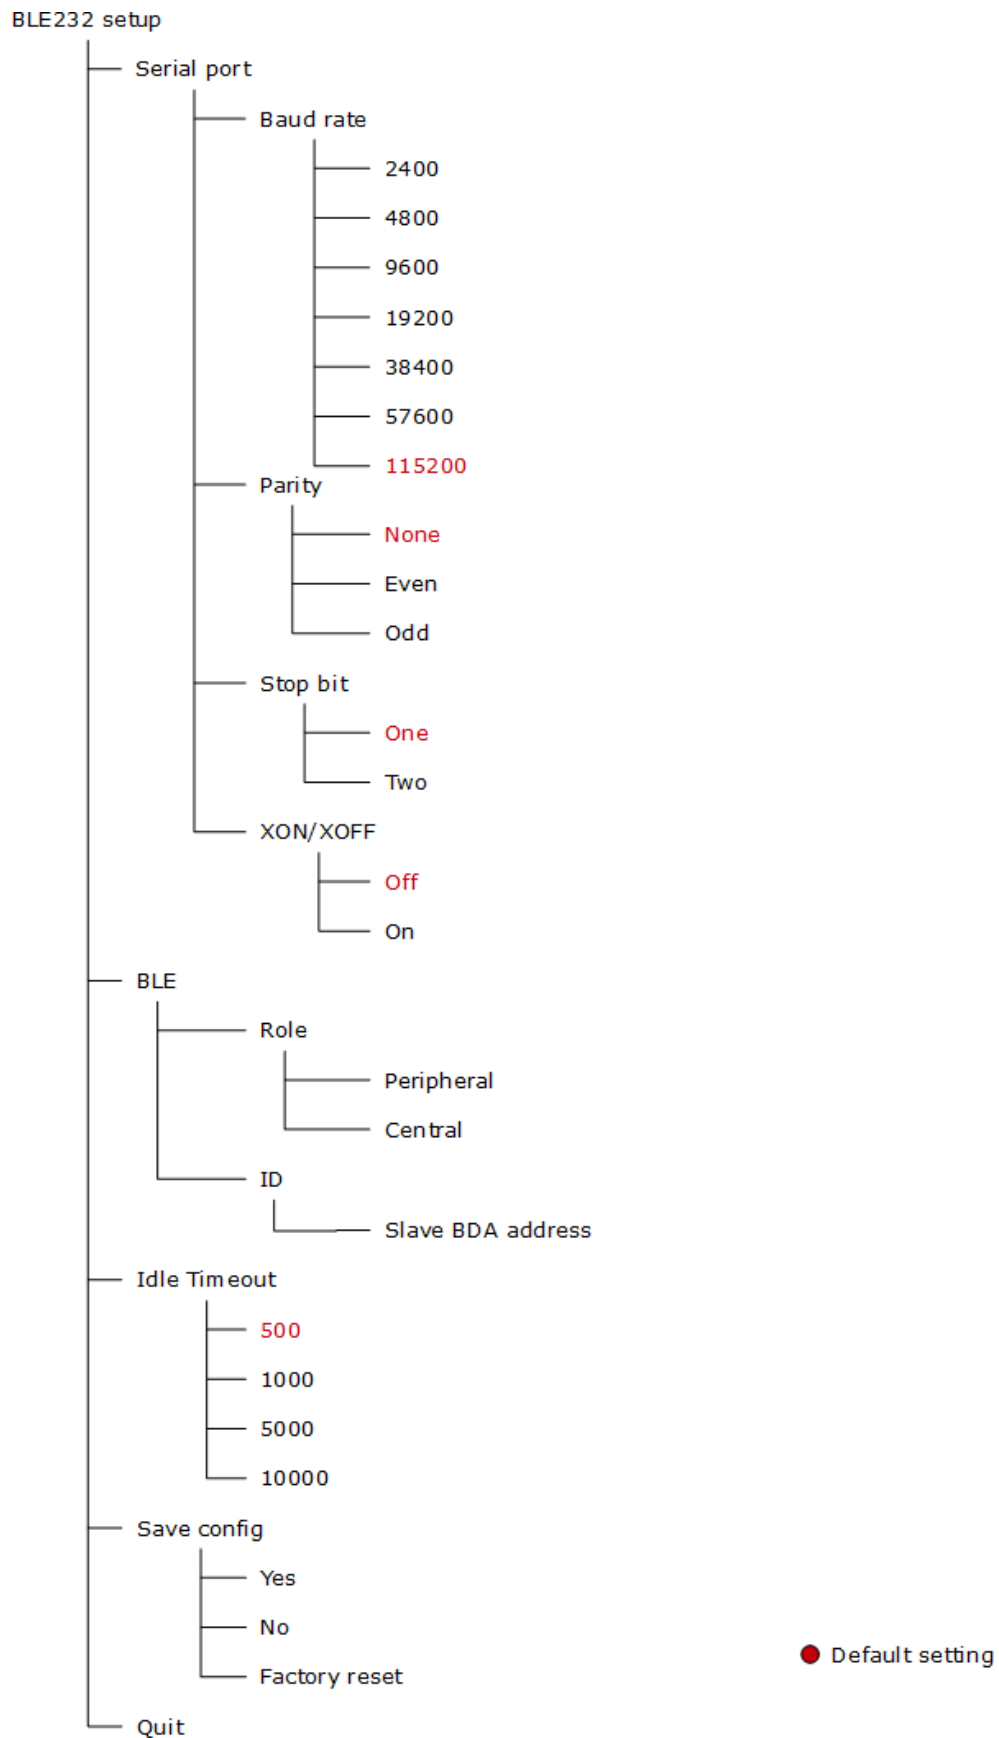 BLE232 setup
Serial port
Baud rate
2400
4800
9600
19200
38400
57600
115200
Parity
None
Even
Odd
Stop bit
One
Two
XON/XOFF
Off
On
BLE
Role
Peripheral
Central
ID
Slave BDA address
Idle Timeout
500
1000
5000
10000
Save config
Yes
No
Default setting
Factory reset
Quit